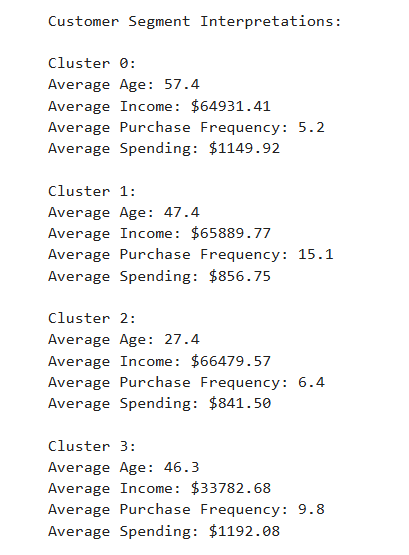 Customer Segment Interpretations:
Cluster 0:
Average Age: 57.4
Average Income: $64931.41
Average Purchase Frequency: 5.2
Average Spending: $1149.92
Cluster 1:
Average Age: 47.4
Average Income: $65889.77
Average Purchase Frequency: 15.1
Average Spending: $856.75
Cluster 2:
Average Age: 27.4
Average Income: $66479.57
Average Purchase Frequency: 6.4
Average Spending: $841.50
Cluster 3:
Average Age: 46.3
Average Income: $33782.68
Average Purchase Frequency: 9.8
Average Spending: $1192.08